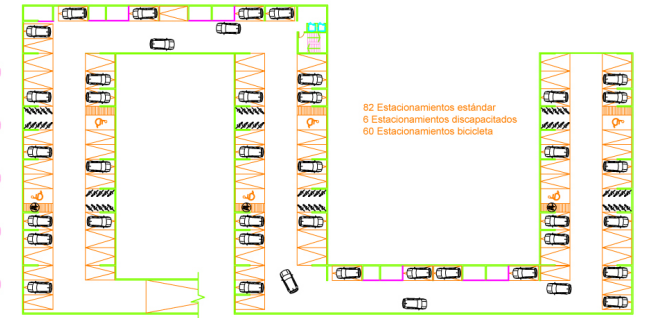 82 Estacionamientos estándar
6 Estacionamientos discapacitados
60 Estacionamientos bicicleta